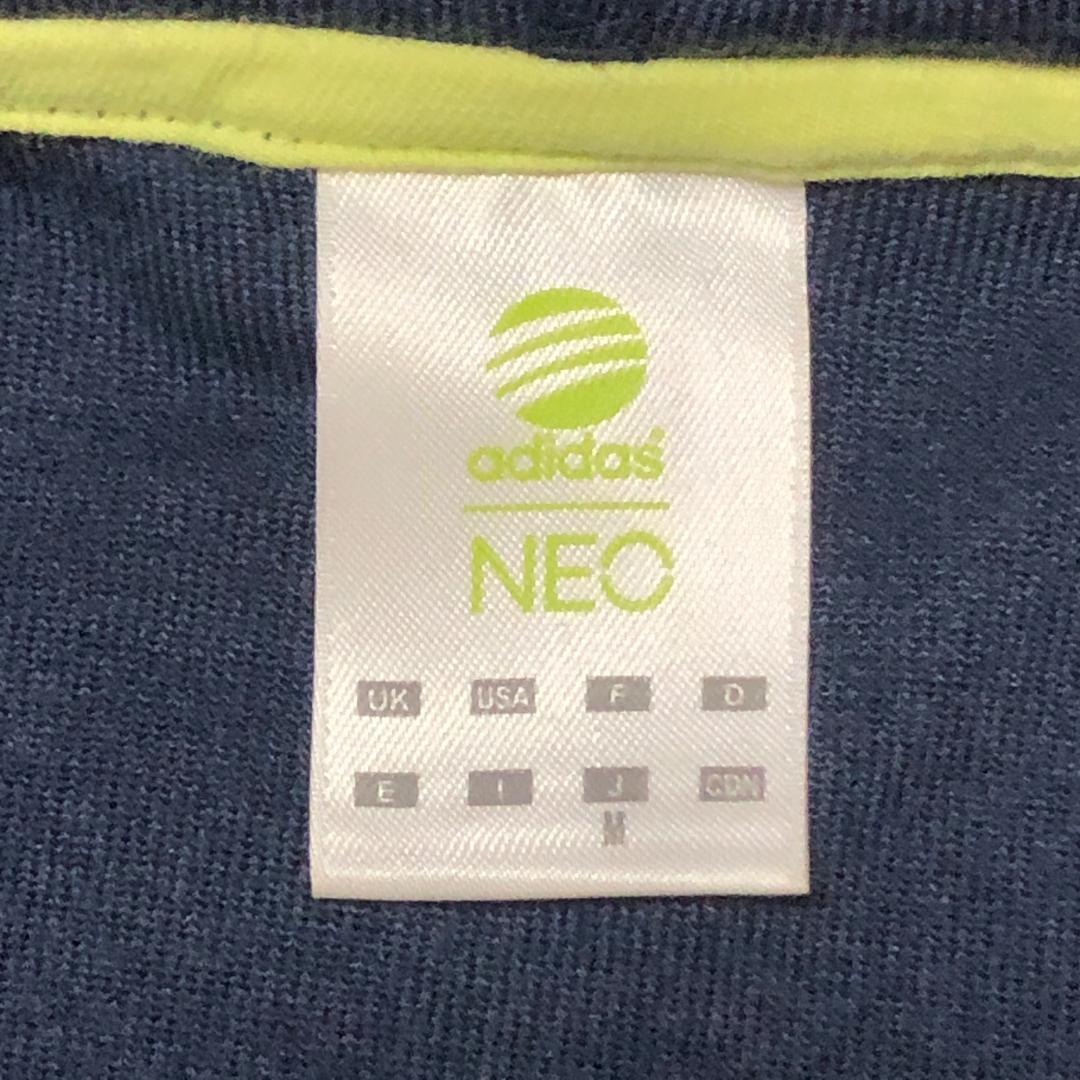 adidas
NEO
UK USA F D
E I J CDN
M